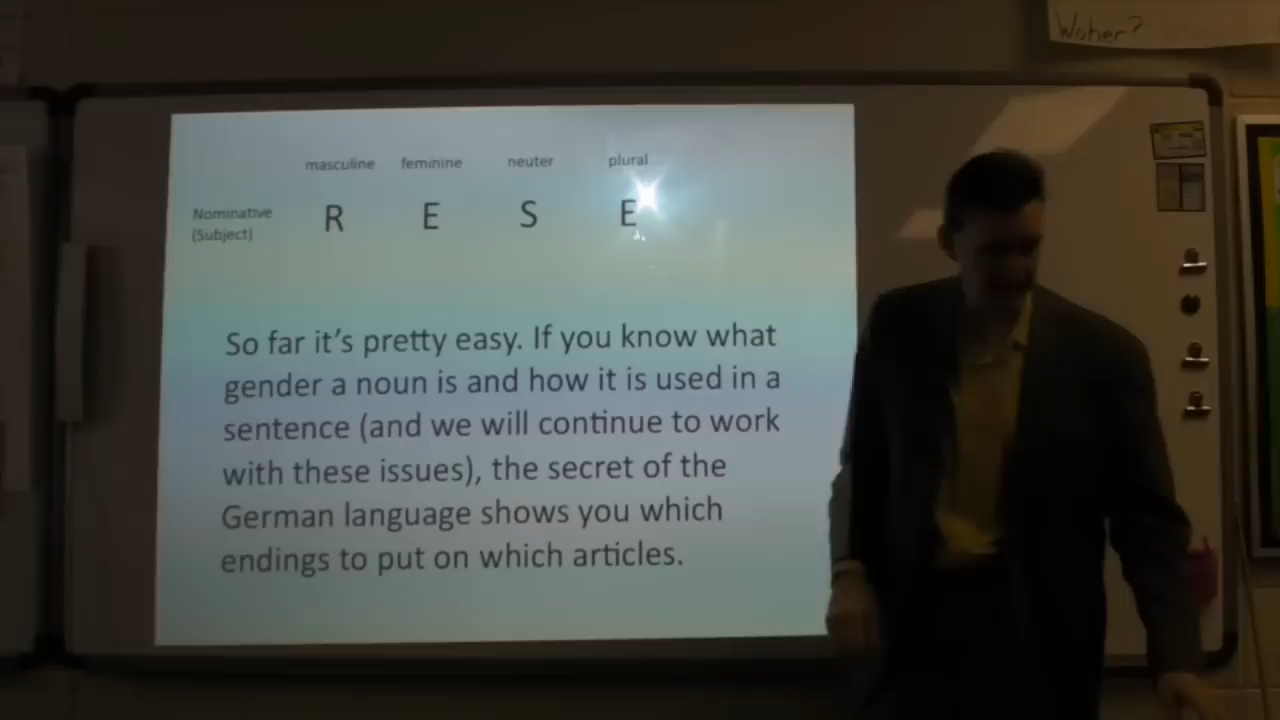 Woher?
masculine feminine neuter plural
Nominative
(Subject)
R E S E
So far it's pretty easy. If you know what
gender a noun is and how it is used in a
sentence (and we will continue to work
with these issues), the secret of the
German language shows you which
endings to put on which articles.